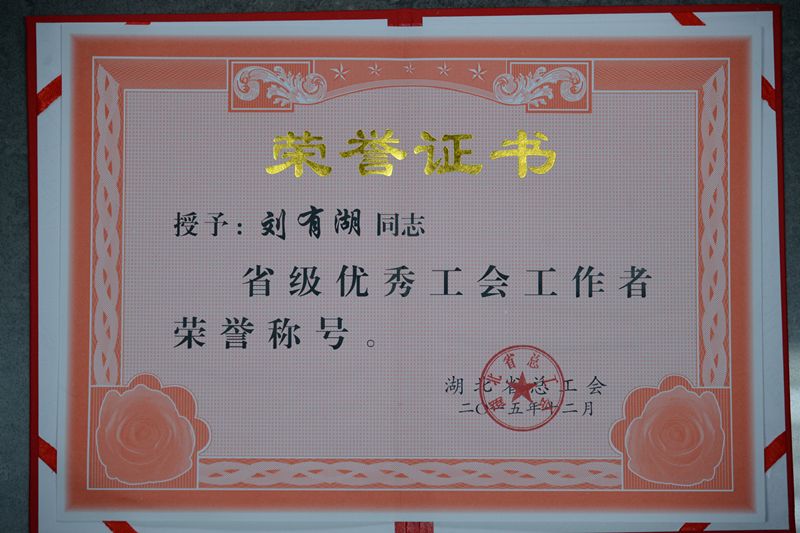 荣誉证书
授予：刘有湖 同志
省级优秀工会工作者
荣誉称号。
湖北省总工会
二〇一五年十二月